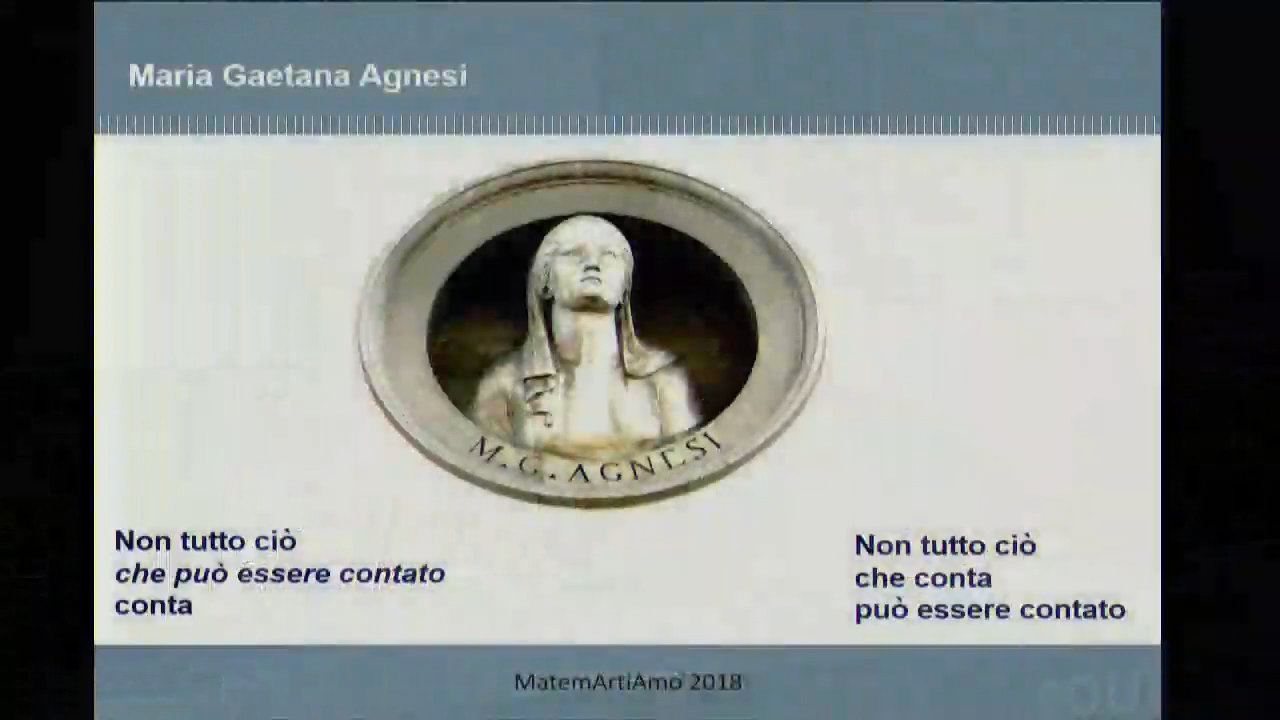 Maria Gaetana Agnesi
M. G. AGNESI
Non tutto ciò
che può essere contato
conta
Non tutto ciò
che conta
può essere contato
MatemArtiAmo 2018